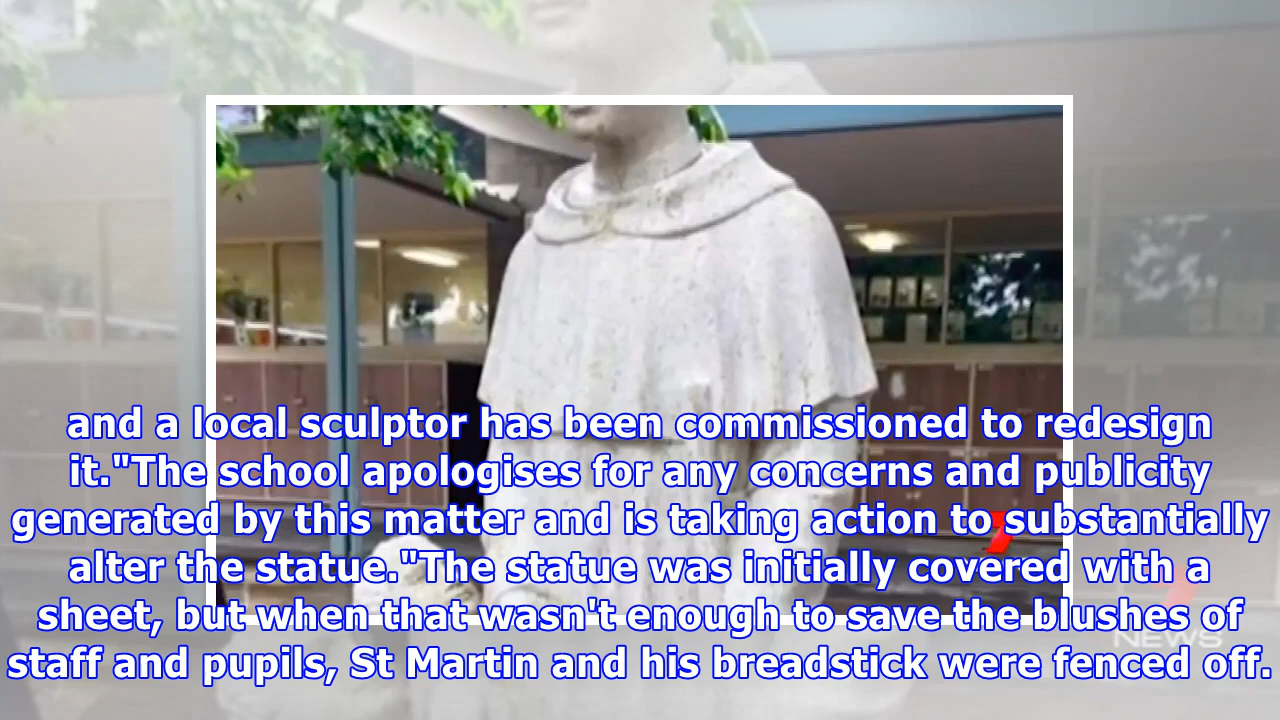 and a local sculptor has been commissioned to redesign
it."The school apologises for any concerns and publicity
generated by this matter and is taking action to substantially
alter the statue."The statue was initially covered with a
sheet, but when that wasn't enough to save the blushes of
NEWS
staff and pupils, St Martin and his breadstick were fenced off.